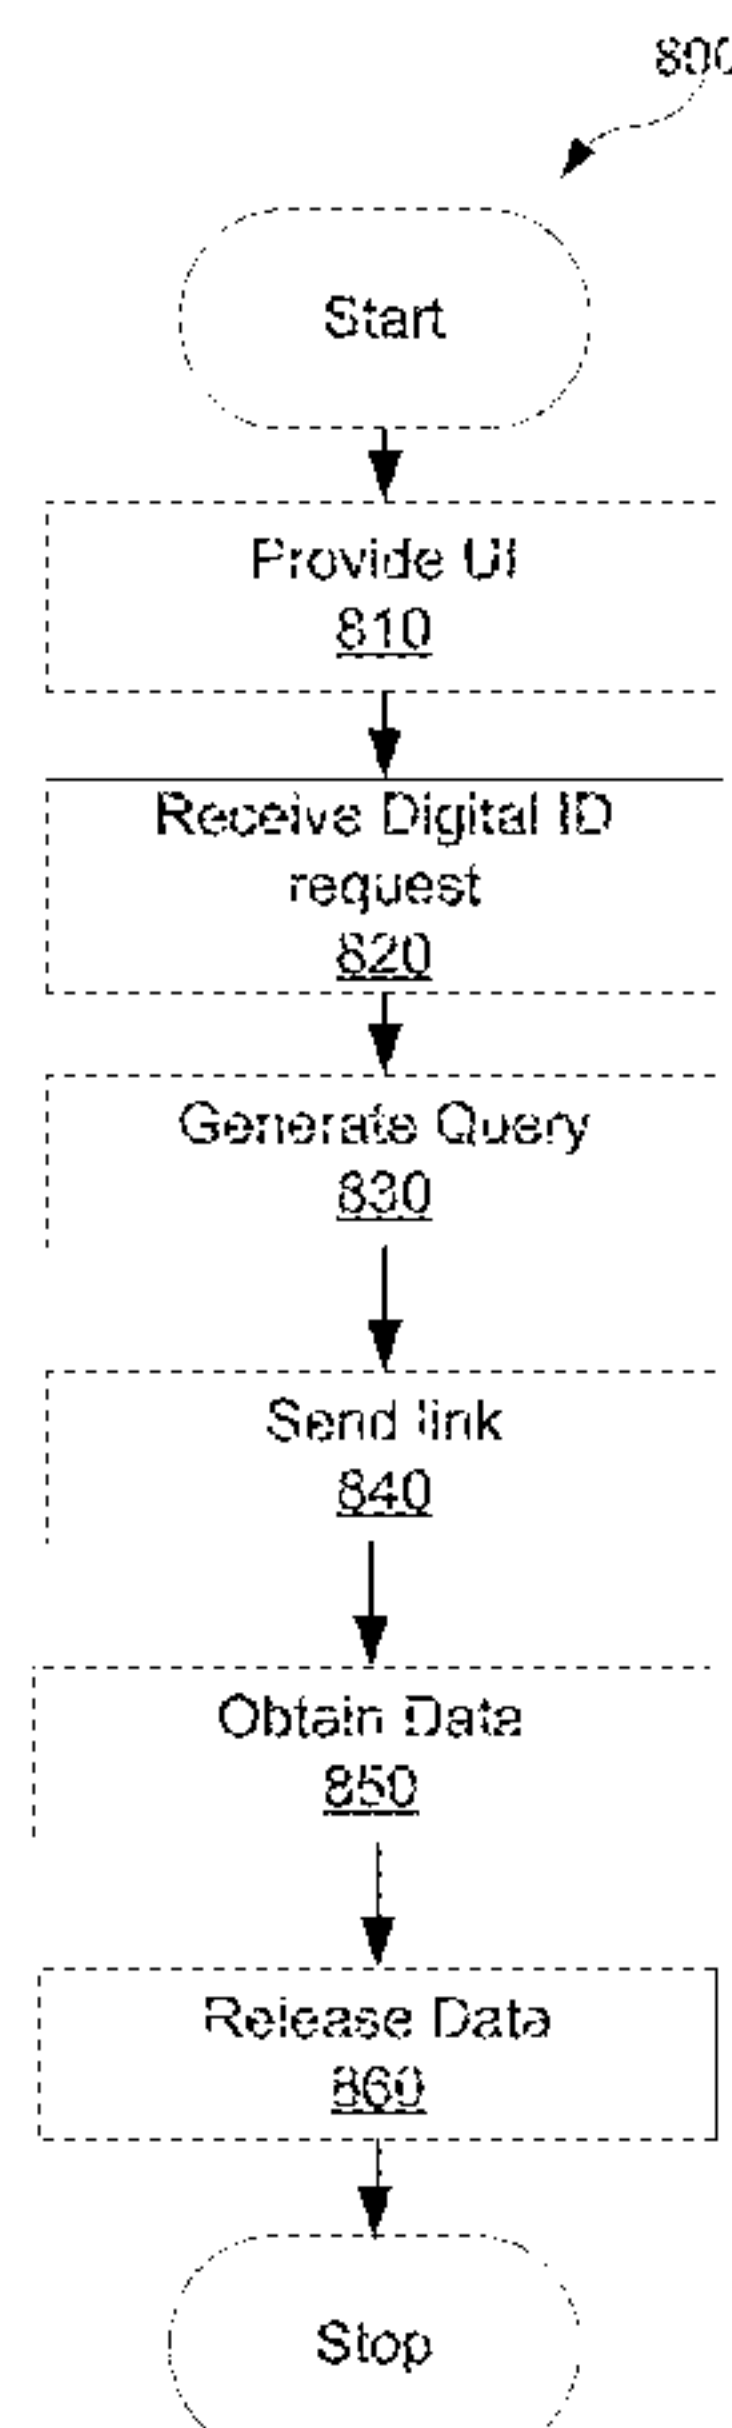 800
Start
Provide UI
810
Receive Digital ID
request
820
Generate Query
830
Send link
840
Obtain Data
850
Release Data
860
Stop